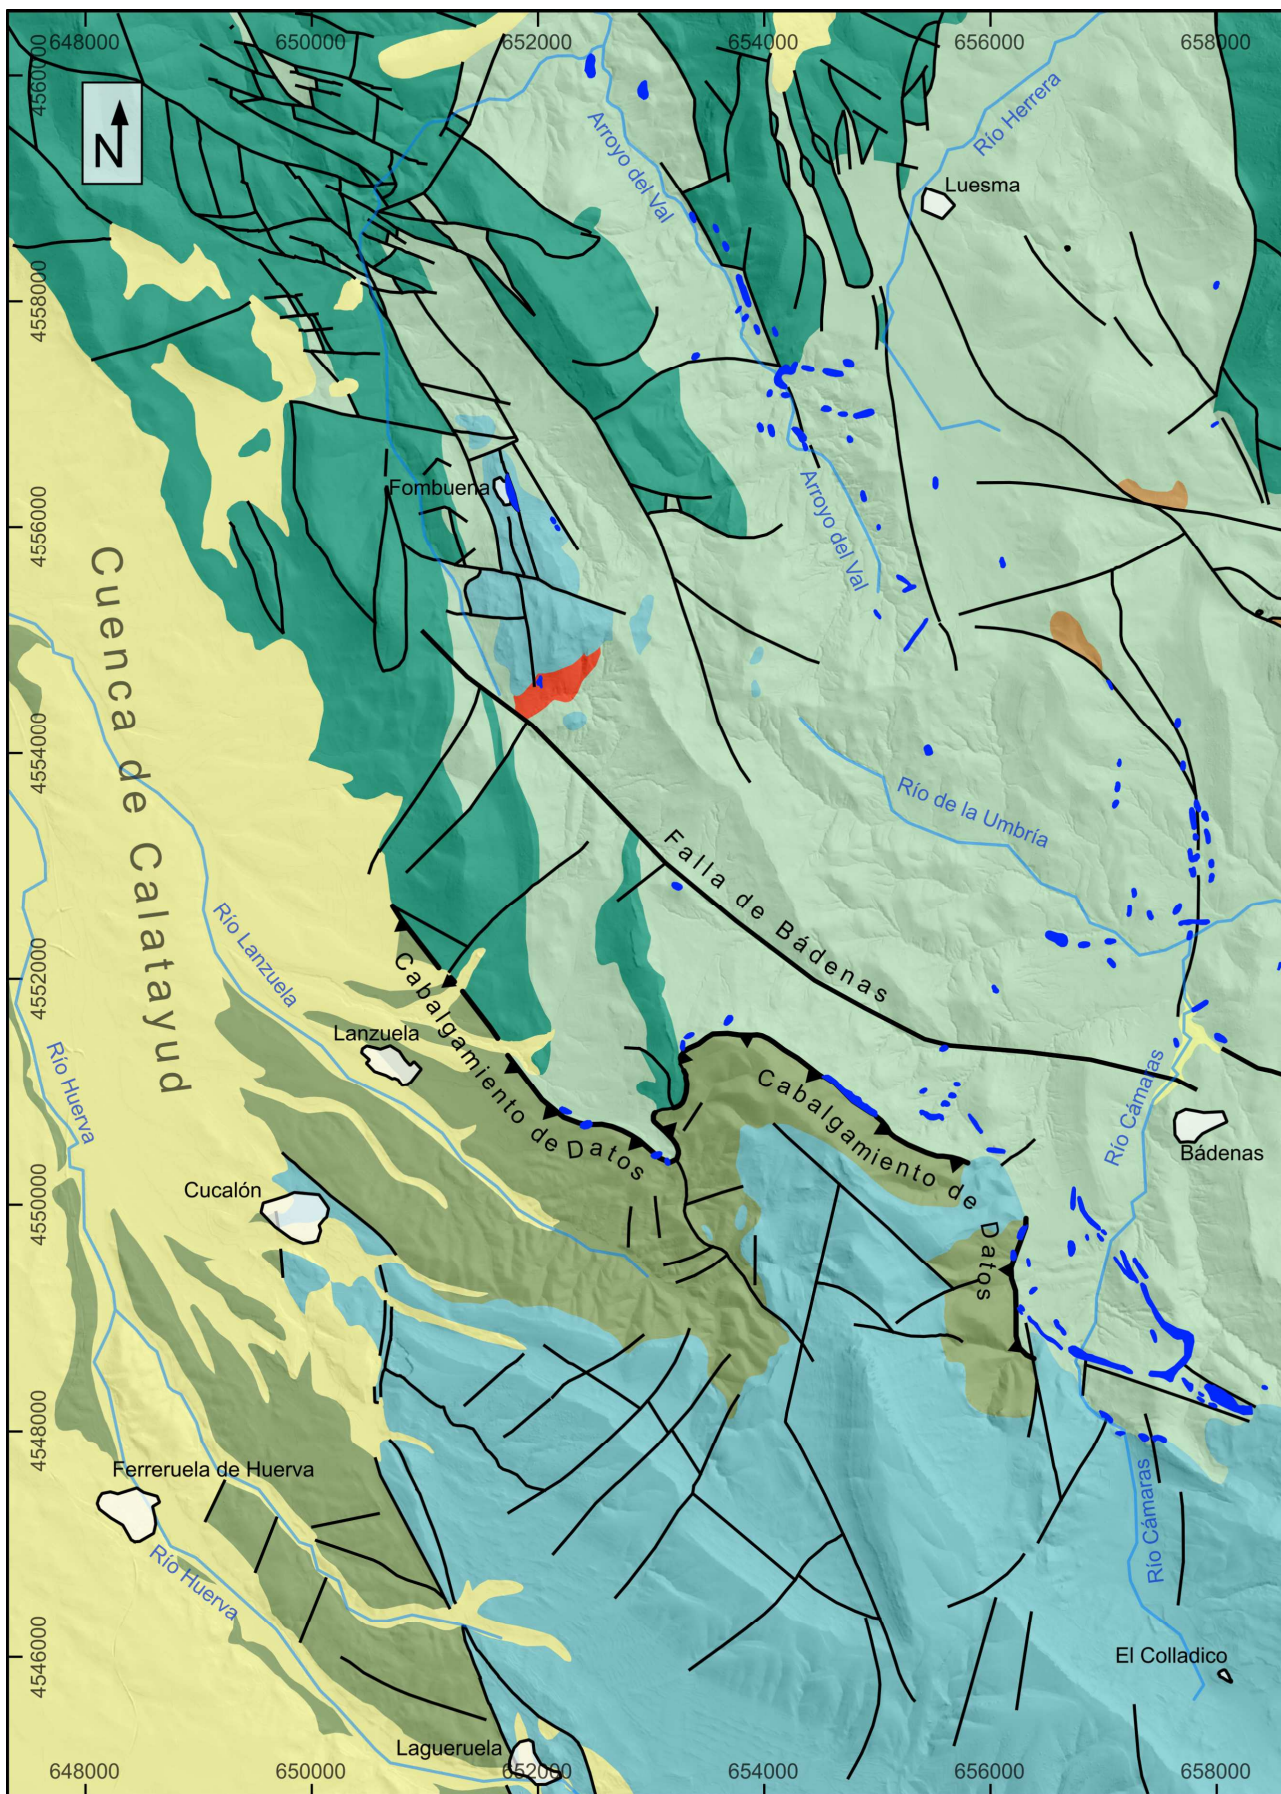 648000
650000
652000
654000
656000
658000
4560000
N
Río Herrera
Arroyo del Val
Luesma
4558000
Fombuena
4556000
Arroyo del Val
Cuenca de Calatayud
4554000
Río de la Umbría
Falla de Bádenas
Río Lanzuela
4552000
Cabalgamiento de Datos
Lanzuela
Río Huerva
Cabalgamiento de Datos
Río Cámaras
Bádenas
Cucalón
4550000
4548000
Ferreruela de Huerva
Río Cámaras
Río Huerva
4546000
El Colladico
Lagueruela
648000
650000
652000
654000
656000
658000